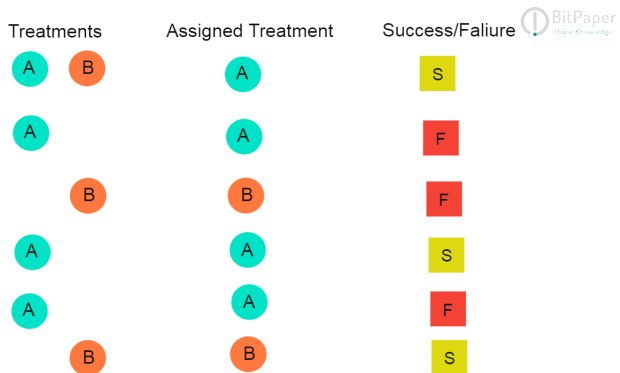 BitPaper
Share Knowledge
Treatments Assigned Treatment Success/Faliure
A B A S
A A F
B B F
A A S
A A F
B B S